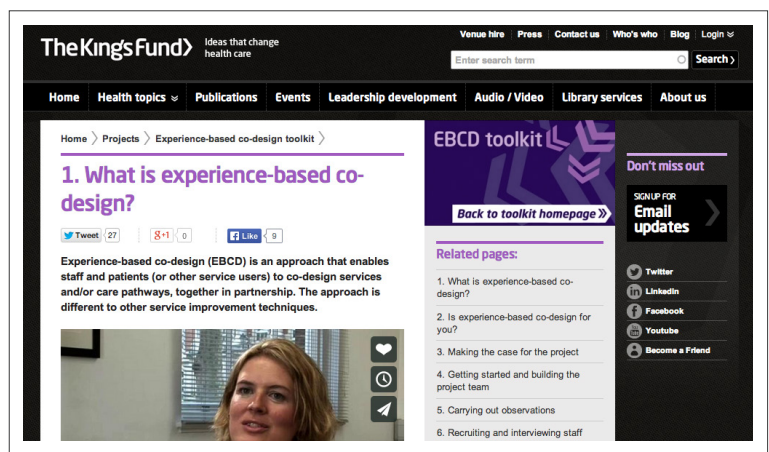 TheKingsFund>
Ideas that change
health care
Venue hire Press Contact us Who's who Blog Login
Enter search term
Search >
Home Health topics Publications Events Leadership development Audio / Video Library services About us
Home > Projects > Experience-based co-design toolkit >
1. What is experience-based co-
design?
Tweet 27 g+1 0 Like 9
Experience-based co-design (EBCD) is an approach that enables
staff and patients (or other service users) to co-design services
and/or care pathways, together in partnership. The approach is
different to other service improvement techniques.
EBCD toolkit
Back to toolkit homepage »
Related pages:
1. What is experience-based co-
design?
2. Is experience-based co-design for
you?
3. Making the case for the project
4. Getting started and building the
project team
5. Carrying out observations
6. Recruiting and interviewing staff
Don't miss out
SIGN UP FOR
Email
updates
Twitter
LinkedIn
Facebook
Youtube
Become a Friend